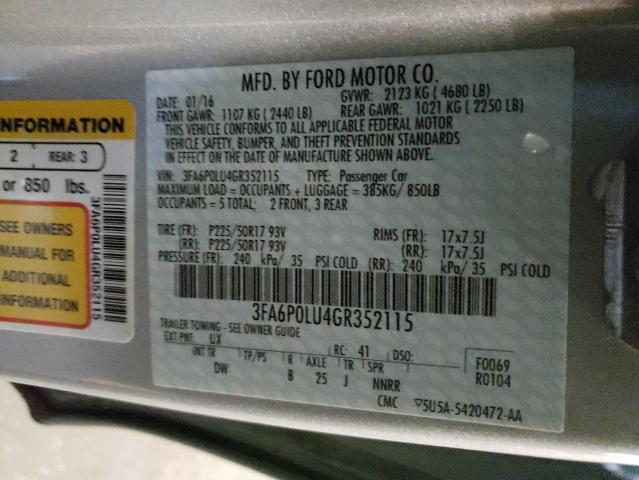 INFORMATION
2 REAR: 3
or 850 lbs.
SEE OWNERS
MANUAL FOR
ADDITIONAL
INFORMATION
3FA6P0LU4GR352115
MFD. BY FORD MOTOR CO.
DATE: 01/16 GVWR: 2123 KG ( 4680 LB)
FRONT GAWR: 1107 KG ( 2440 LB) REAR GAWR: 1021 KG ( 2250 LB)
THIS VEHICLE CONFORMS TO ALL APPLICABLE FEDERAL MOTOR
VEHICLE SAFETY, BUMPER, AND THEFT PREVENTION STANDARDS
IN EFFECT ON THE DATE OF MANUFACTURE SHOWN ABOVE.
VIN: 3FA6P0LU4GR352115 TYPE: Passenger Car
MAXIMUM LOAD = OCCUPANTS + LUGGAGE = 385KG/ 850LB
OCCUPANTS = 5 TOTAL; 2 FRONT, 3 REAR
TIRE (FR): P225/50R17 93V RIMS (FR): 17x7.5J
(RR): P225/50R17 93V (RR): 17x7.5J
PRESSURE (FR): 240 kPa/ 35 PSI COLD (RR): 240 kPa/ 35 PSI COLD
3FA6P0LU4GR352115
TRAILER TOWING - SEE OWNER GUIDE
EXT PNT: UX RC: 41 DSO: F0069
INT TR TP/PS R AXLE TR SPR R0104
DW B 25 J NNRR
CMC ▽5U5A-5420472-AA